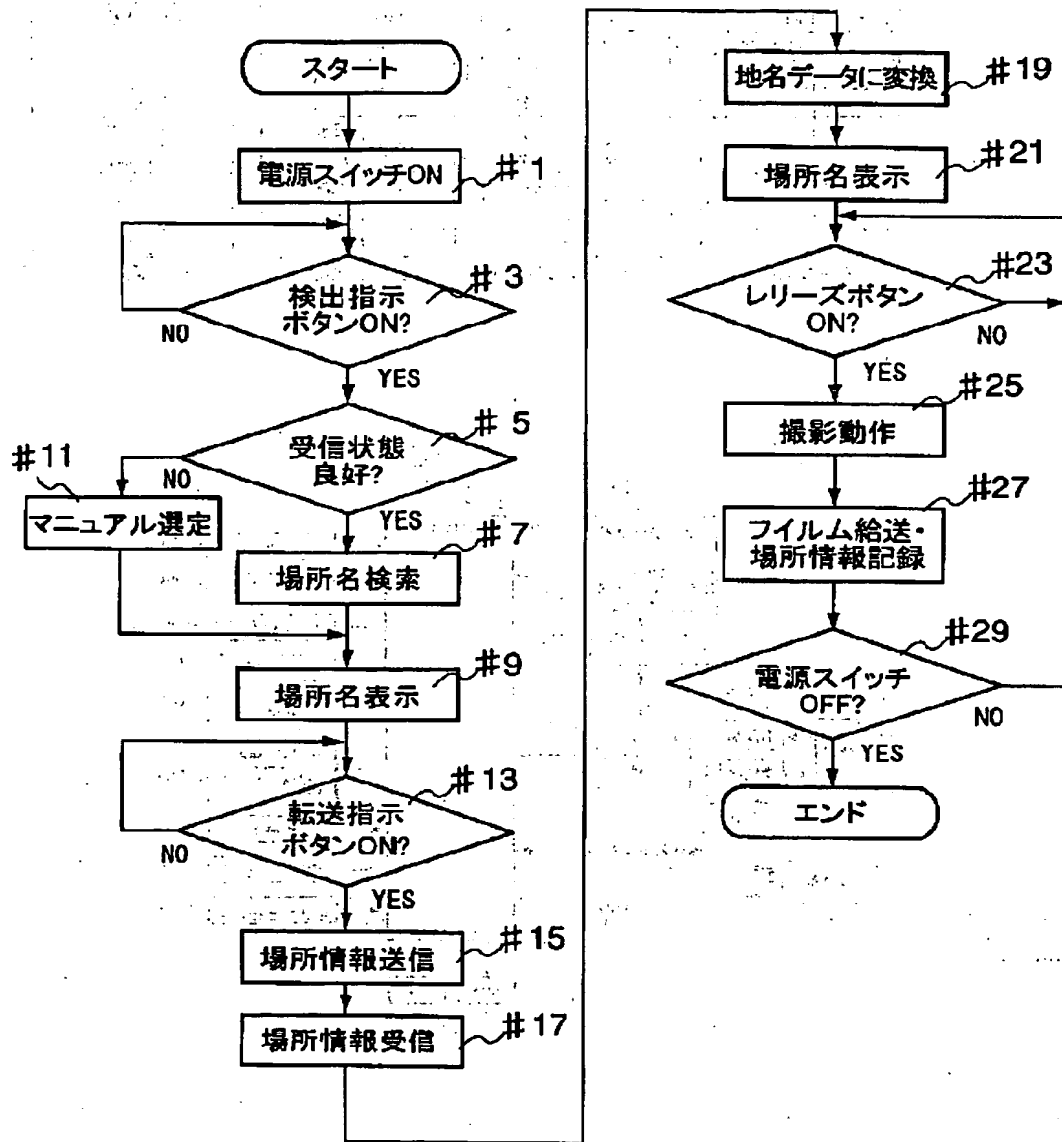 スタート
電源スイッチON
#1
検出指示
ボタンON?
#3
NO
YES
受信状態
良好?
#5
NO
YES
#11
マニュアル選定
場所名検索
#7
場所名表示
#9
転送指示
ボタンON?
#13
NO
YES
場所情報送信
#15
場所情報受信
#17
地名データに変換
#19
場所名表示
#21
レリーズボタン
ON?
#23
NO
YES
撮影動作
#25
フイルム給送・
場所情報記録
#27
電源スイッチ
OFF?
#29
NO
YES
エンド